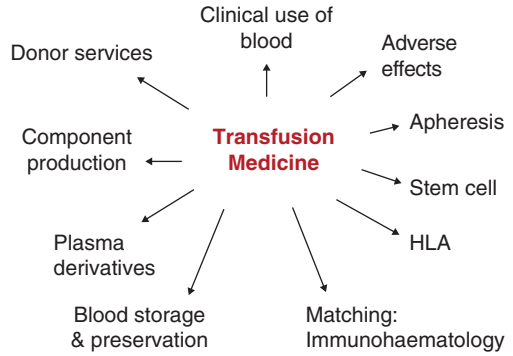 Clinical use of
blood
Donor services
Adverse
effects
Apheresis
Component
production
Transfusion
Medicine
Stem cell
HLA
Plasma
derivatives
Blood storage
& preservation
Matching:
Immunohaematology